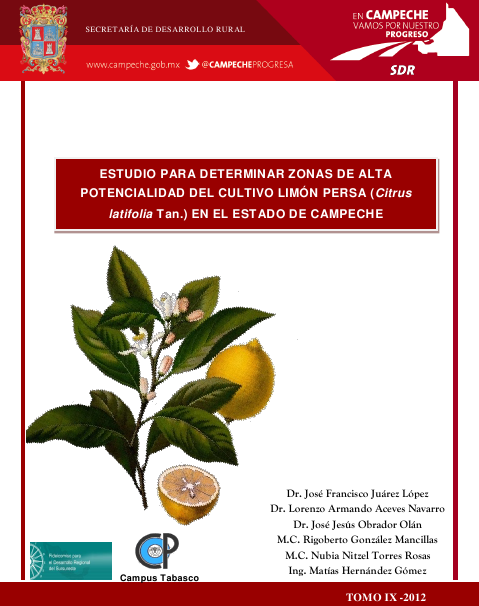 SECRETARÍA DE DESARROLLO RURAL
EN CAMPECHE
VAMOS POR NUESTRO
PROGRESO
www.campeche.gob.mx @CAMPECHEPROGRESA
SDR
ESTUDIO PARA DETERMINAR ZONAS DE ALTA
POTENCIALIDAD DEL CULTIVO LIMÓN PERSA (Citrus
latifolia Tan.) EN EL ESTADO DE CAMPECHE
Dr. José Francisco Juárez López
Dr. Lorenzo Armando Aceves Navarro
Dr. José Jesús Obrador Olán
M.C. Rigoberto González Mancillas
M.C. Nubia Nitzel Torres Rosas
Ing. Matías Hernández Gómez
Fideicomiso para
el Desarrollo Regional
del Sur-sureste
CP
Campus Tabasco
TOMO IX -2012